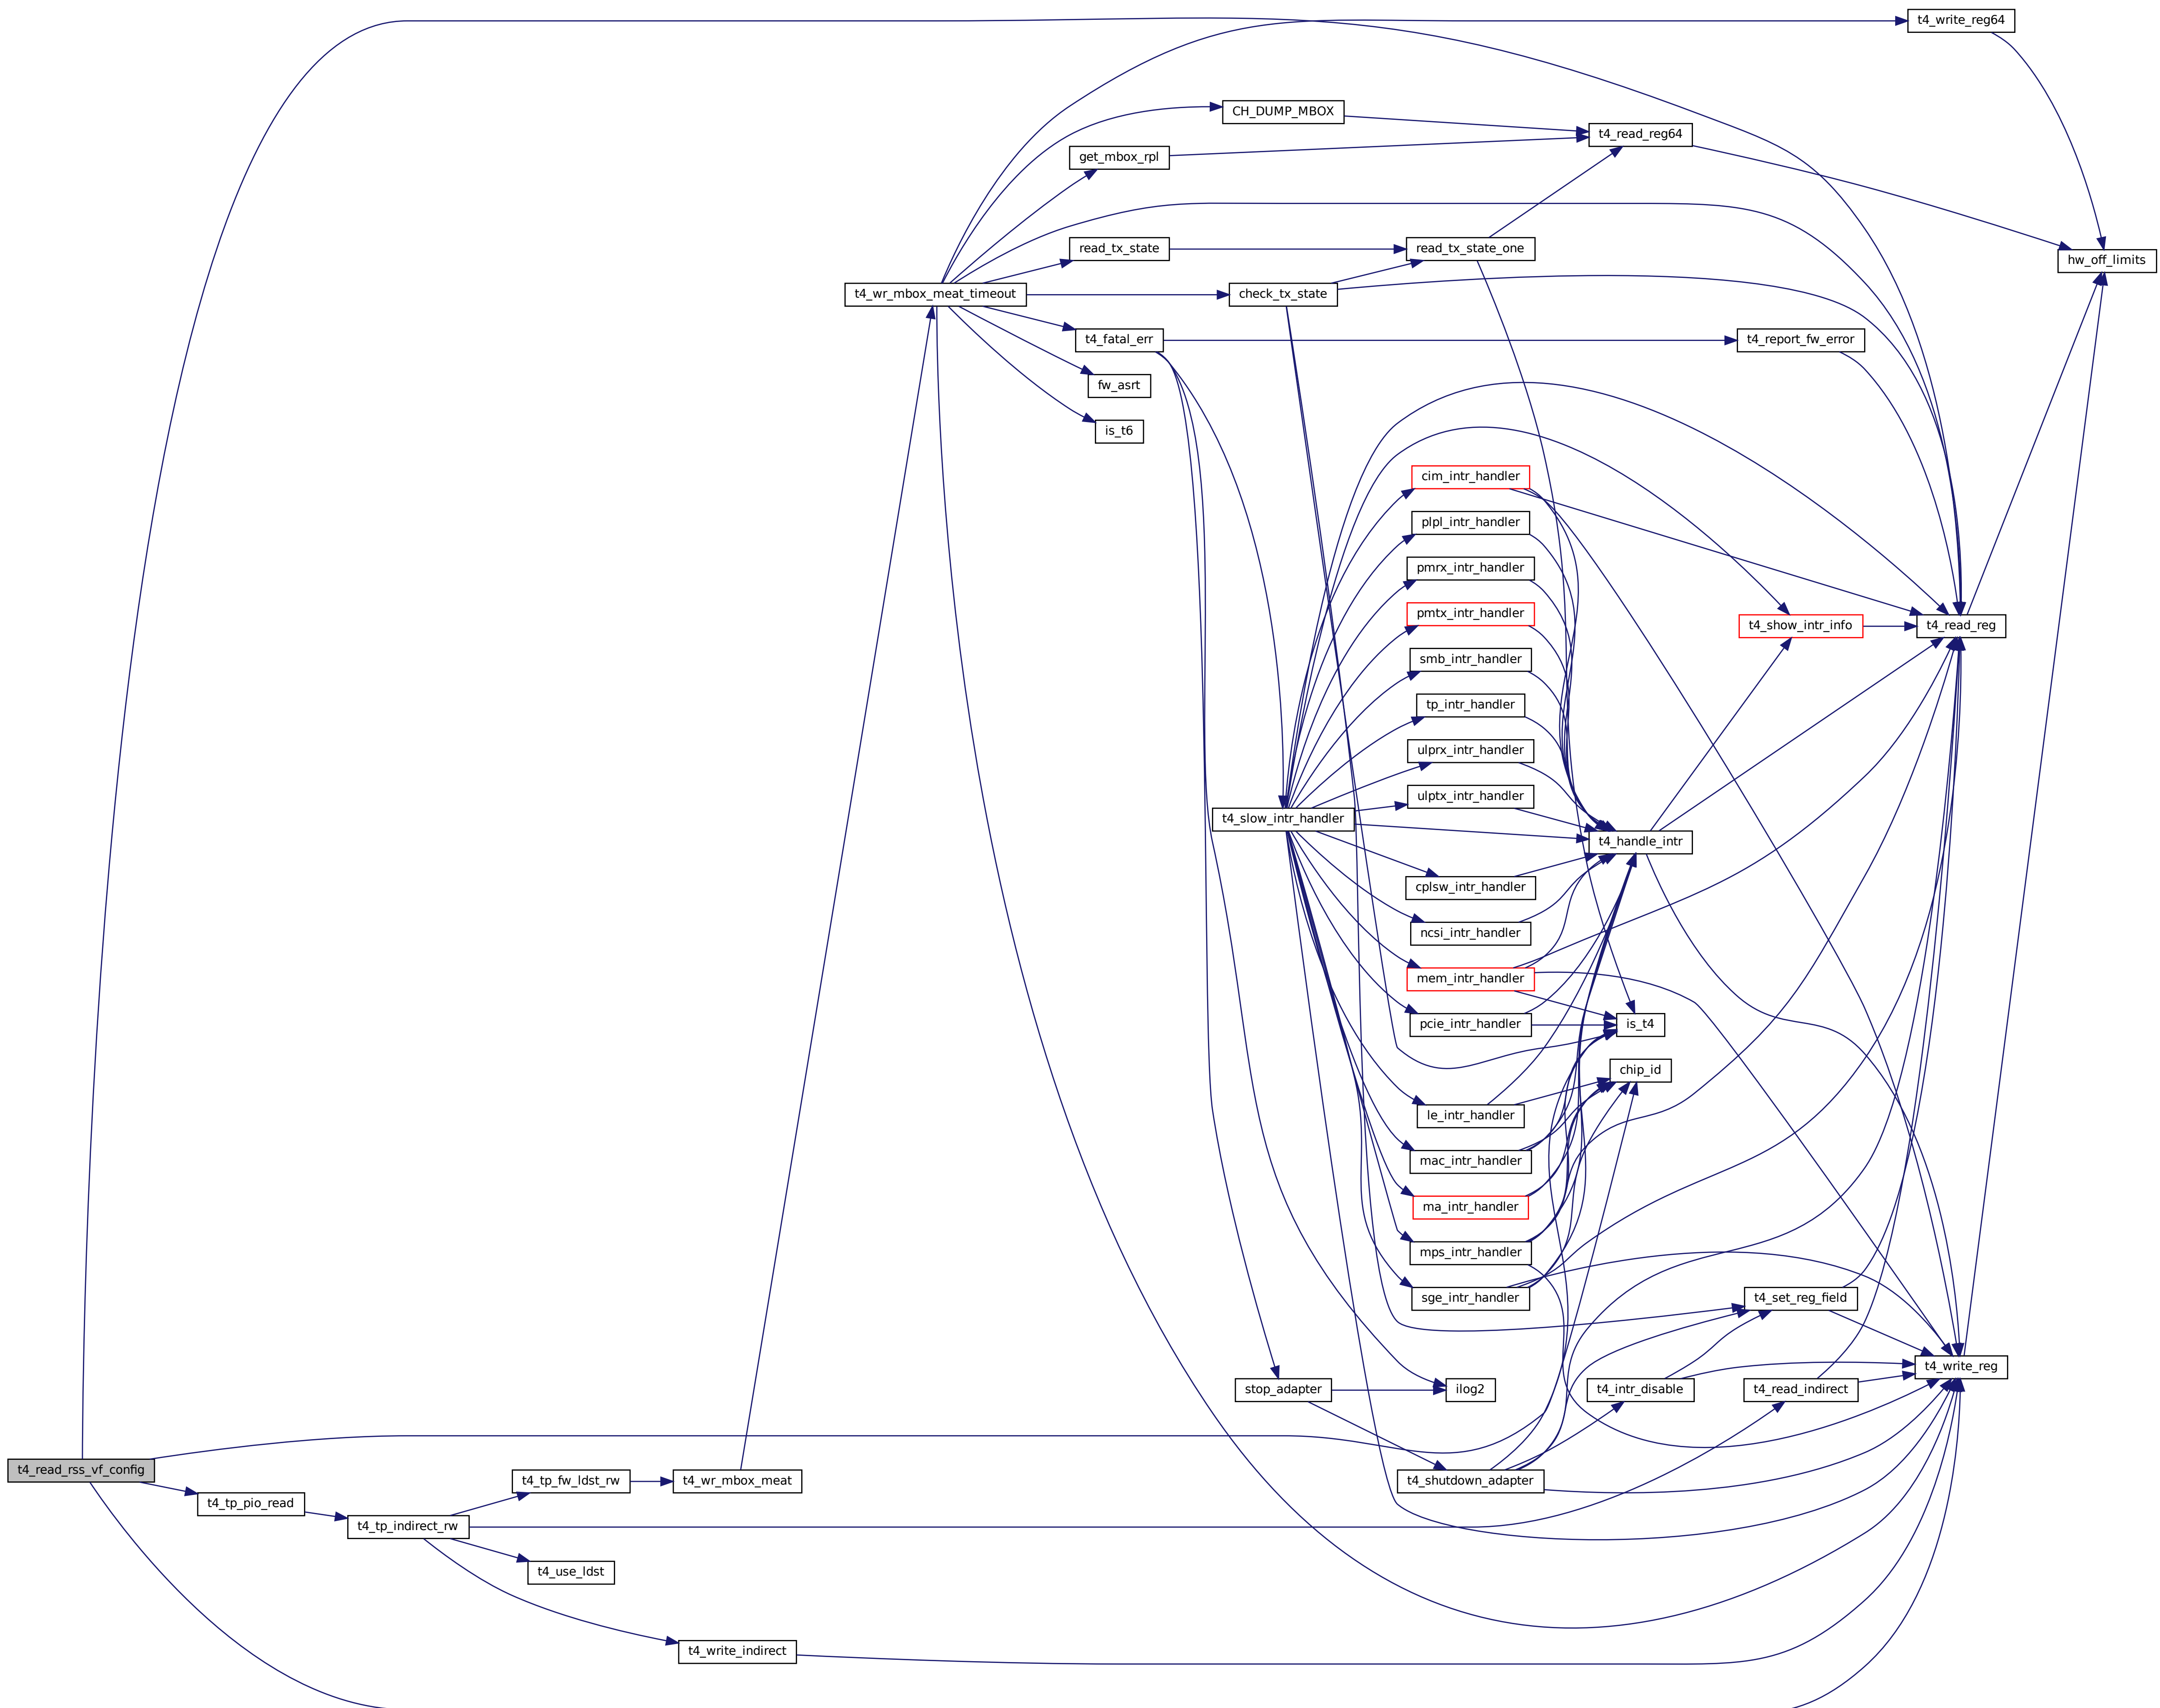 t4_write_reg64
CH_DUMP_MBOX
t4_read_reg64
get_mbox_rpl
read_tx_state
read_tx_state_one
hw_off_limits
t4_wr_mbox_meat_timeout
check_tx_state
t4_fatal_err
t4_report_fw_error
fw_asrt
is_t6
cim_intr_handler
plpl_intr_handler
pmrx_intr_handler
pmtx_intr_handler
t4_show_intr_info
t4_read_reg
smb_intr_handler
tp_intr_handler
ulprx_intr_handler
ulptx_intr_handler
t4_slow_intr_handler
t4_handle_intr
cplsw_intr_handler
ncsi_intr_handler
mem_intr_handler
pcie_intr_handler
is_t4
chip_id
le_intr_handler
mac_intr_handler
ma_intr_handler
mps_intr_handler
sge_intr_handler
t4_set_reg_field
t4_write_reg
stop_adapter
ilog2
t4_intr_disable
t4_read_indirect
t4_read_rss_vf_config
t4_tp_fw_ldst_rw
t4_wr_mbox_meat
t4_shutdown_adapter
t4_tp_pio_read
t4_tp_indirect_rw
t4_use_ldst
t4_write_indirect